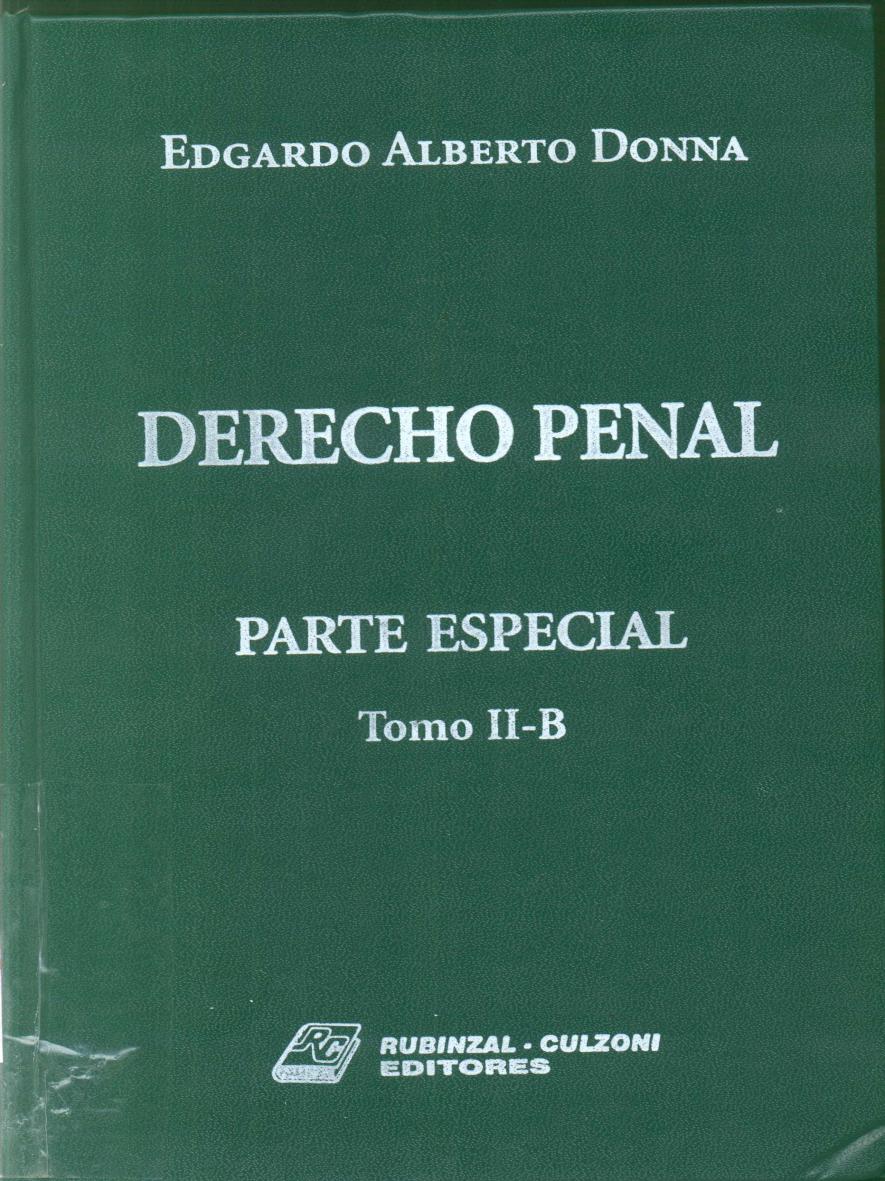 EDGARDO ALBERTO DONNA
DERECHO PENAL
PARTE ESPECIAL
Tomo II-B
RC
RUBINZAL - CULZONI
EDITORES